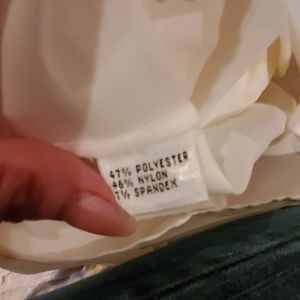 47% POLYESTER
46% NYLON
7% SPANDEX